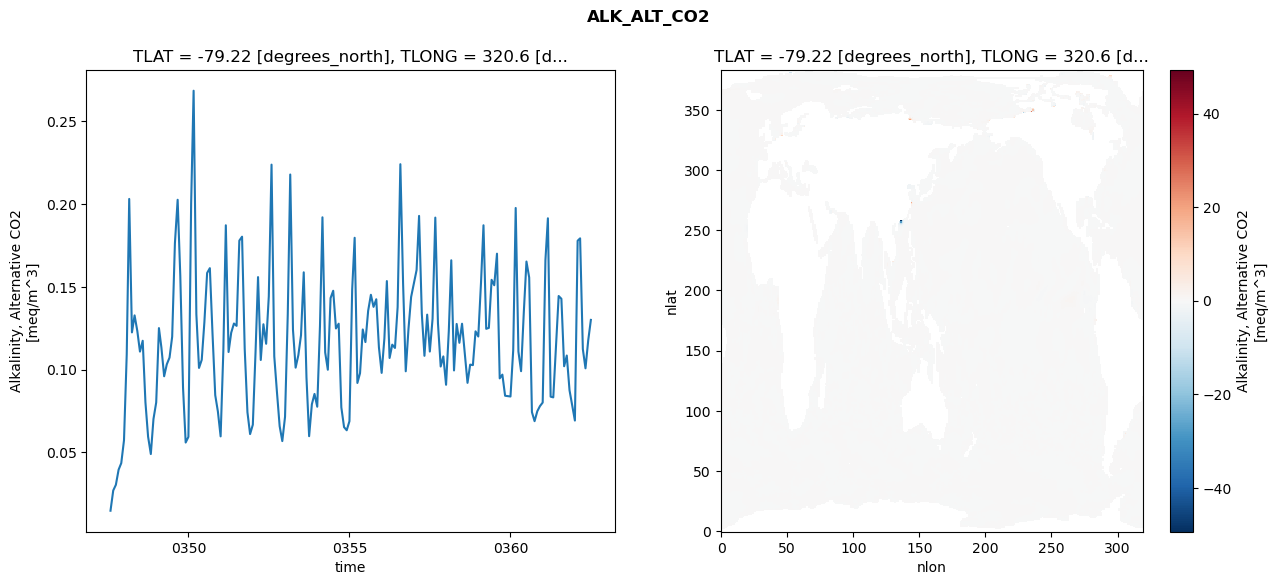 ALK_ALT_CO2
TLAT = -79.22 [degrees_north], TLONG = 320.6 [d...
Alkalinity, Alternative CO2
[meq/m^3]
0.25
0.20
0.15
0.10
0.05
0350
0355
0360
time
TLAT = -79.22 [degrees_north], TLONG = 320.6 [d...
nlat
350
300
250
200
150
100
50
0
0
50
100
150
200
250
300
nlon
40
20
0
−20
−40
Alkalinity, Alternative CO2
[meq/m^3]